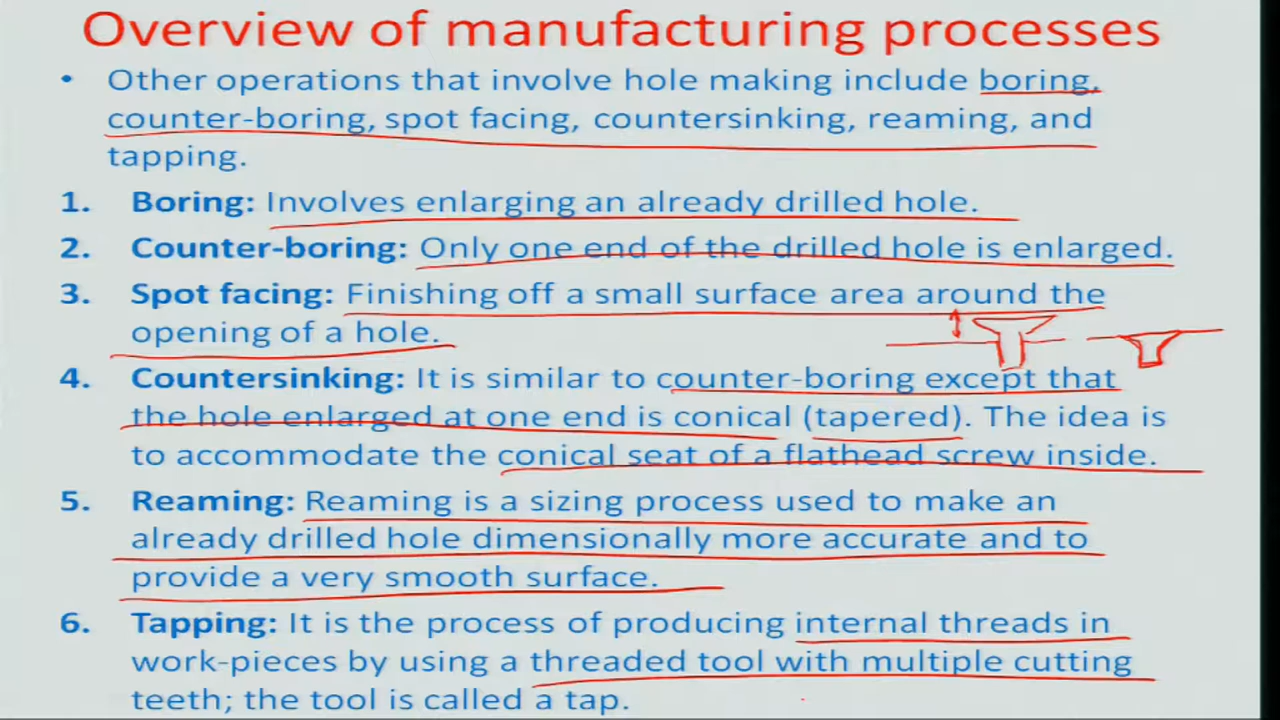 Overview of manufacturing processes
• Other operations that involve hole making include boring,
counter-boring, spot facing, countersinking, reaming, and
tapping.
1. Boring: Involves enlarging an already drilled hole.
2. Counter-boring: Only one end of the drilled hole is enlarged.
3. Spot facing: Finishing off a small surface area around the
opening of a hole.
4. Countersinking: It is similar to counter-boring except that
the hole enlarged at one end is conical (tapered). The idea is
to accommodate the conical seat of a flathead screw inside.
5. Reaming: Reaming is a sizing process used to make an
already drilled hole dimensionally more accurate and to
provide a very smooth surface.
6. Tapping: It is the process of producing internal threads in
work-pieces by using a threaded tool with multiple cutting
teeth; the tool is called a tap.